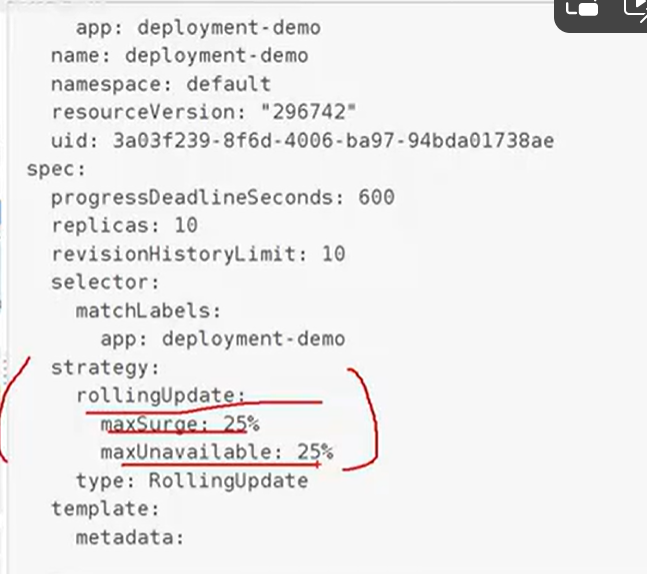 app: deployment-demo
name: deployment-demo
namespace: default
resourceVersion: "296742"
uid: 3a03f239-8f6d-4006-ba97-94bda01738ae
spec:
progressDeadlineSeconds: 600
replicas: 10
revisionHistoryLimit: 10
selector:
matchLabels:
app: deployment-demo
strategy:
rollingUpdate:
maxSurge: 25%
maxUnavailable: 25%
type: RollingUpdate
template:
metadata: